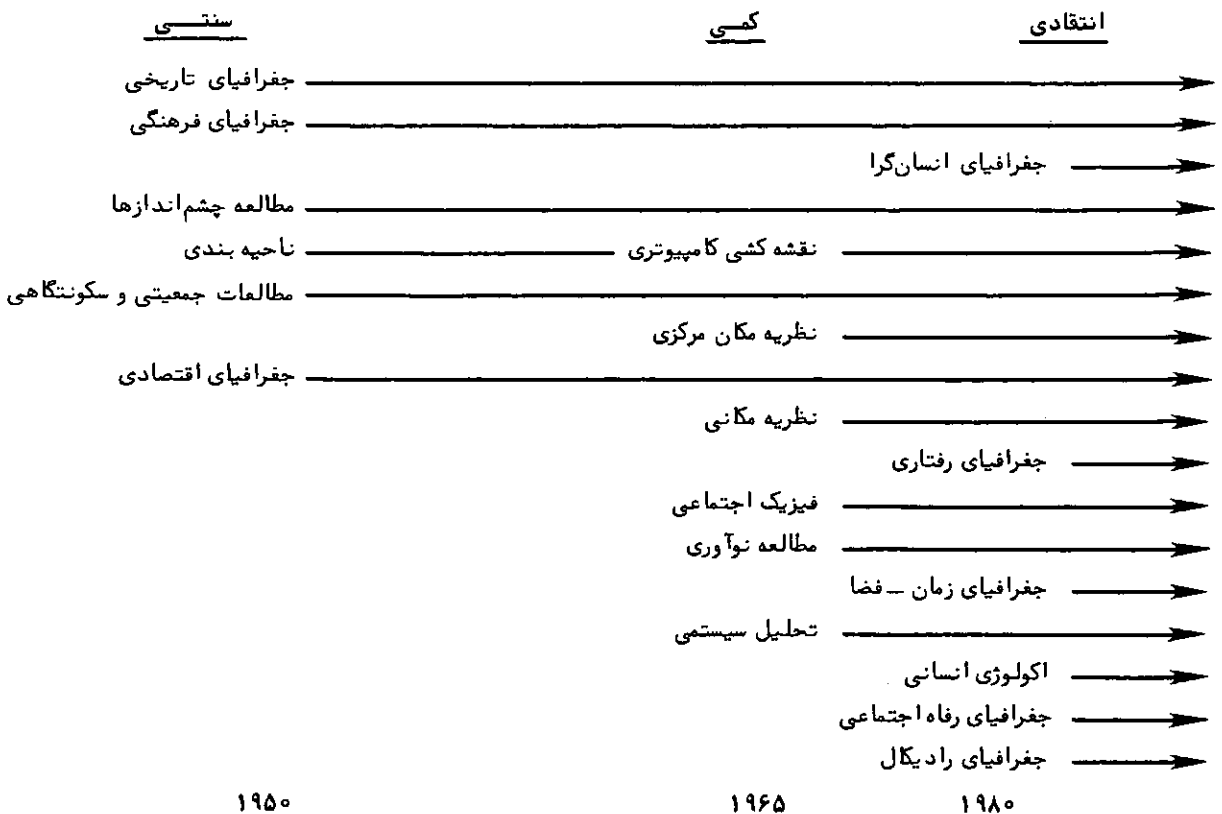 انتقادی کمی سنتی
جغرافیای تاریخی
جغرافیای فرهنگی
جغرافیای انسان‌گرا
مطالعه چشم‌اندازها
ناحیه بندی نقشه کشی کامپیوتری
مطالعات جمعیتی و سکونتگاهی
نظریه مکان مرکزی
جغرافیای اقتصادی
نظریه مکانی
جغرافیای رفتاری
فیزیک اجتماعی
مطالعه نوآوری
جغرافیای زمان ــ فضا
تحلیل سیستمی
اکولوژی انسانی
جغرافیای رفاه اجتماعی
جغرافیای رادیکال
۱۹۵۰ ۱۹۶۵ ۱۹۸۰